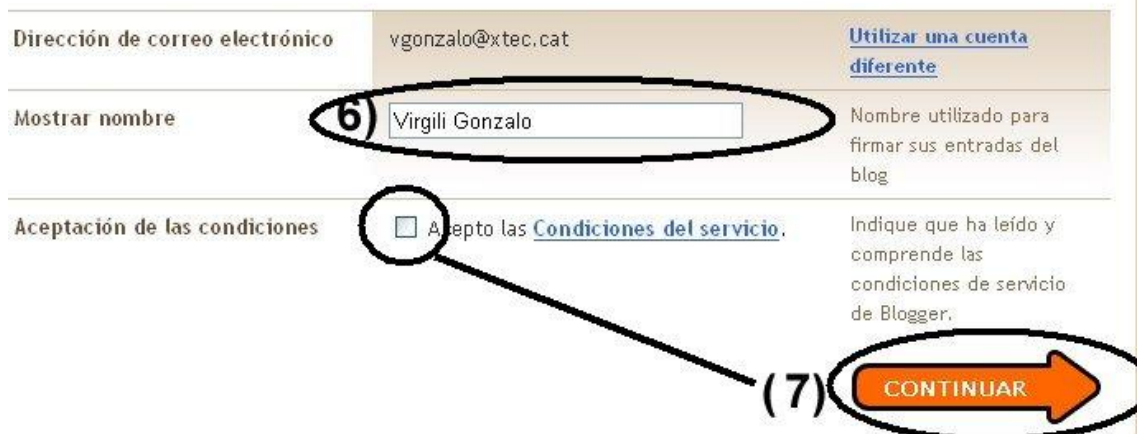 Dirección de correo electrónico
vgonzalo@xtec.cat
Utilizar una cuenta
diferente
Mostrar nombre
6)
Virgili Gonzalo
Nombre utilizado para
firmar sus entradas del
blog
Aceptación de las condiciones
Acepto las Condiciones del servicio.
Indique que ha leído y
comprende las
condiciones de servicio
de Blogger.
(7)
CONTINUAR